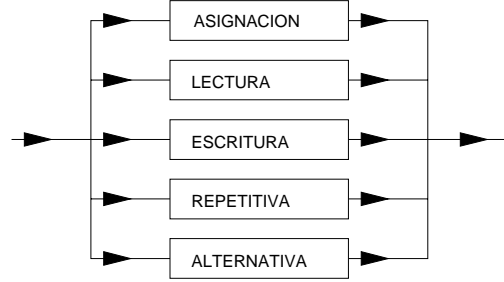 ASIGNACION
LECTURA
ESCRITURA
REPETITIVA
ALTERNATIVA